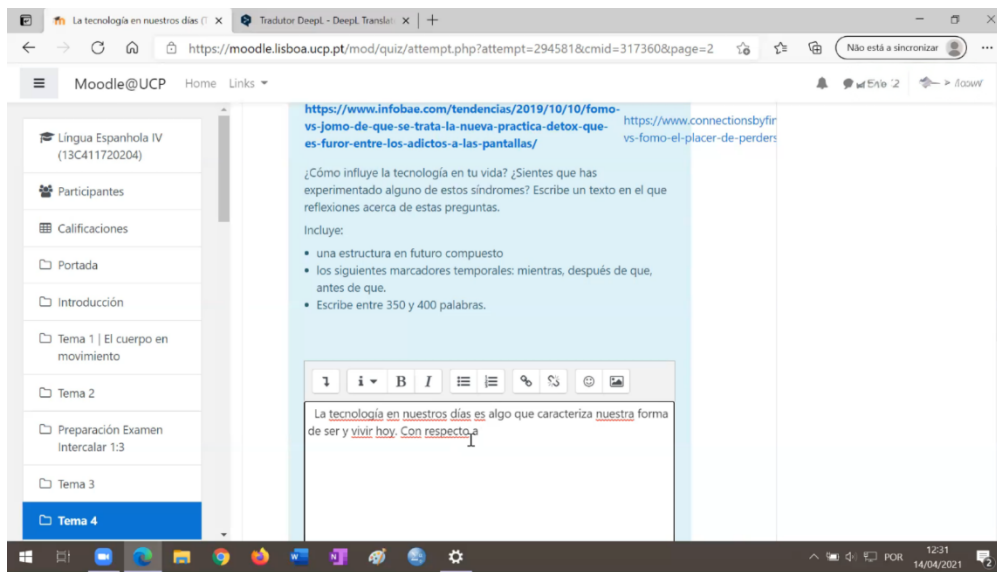 La tecnología en nuestros días (T
Tradutor DeepL - DeepL Translat
https://moodle.lisboa.ucp.pt/mod/quiz/attempt.php?attempt=294581&cmid=317360&page=2
Não está a sincronizar
Moodle@UCP Home Links
Língua Espanhola IV
(13C411720204)
Participantes
Calificaciones
Portada
Introducción
Tema 1 | El cuerpo en
movimiento
Tema 2
Preparación Examen
Intercalar 1:3
Tema 3
Tema 4
https://www.infobae.com/tendencias/2019/10/10/fomo-
vs-jomo-de-que-se-trata-la-nueva-practica-detox-que-
es-furor-entre-los-adictos-a-las-pantallas/
https://www.connectionsbyfin
vs-fomo-el-placer-de-perders
¿Cómo influye la tecnología en tu vida? ¿Sientes que has
experimentado alguno de estos síndromes? Escribe un texto en el que
reflexiones acerca de estas preguntas.
Incluye:
• una estructura en futuro compuesto
• los siguientes marcadores temporales: mientras, después de que,
antes de que.
• Escribe entre 350 y 400 palabras.
B I
La tecnología en nuestros días es algo que caracteriza nuestra forma
de ser y vivir hoy. Con respecto a
POR
12:31
14/04/2021
2